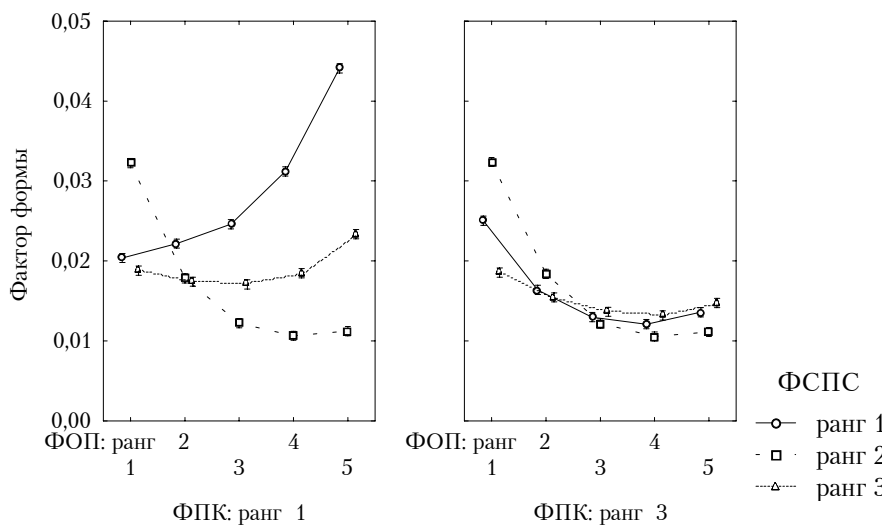 0,05
0,04
0,03
0,02
0,01
0,00
Фактор формы
ФОП: ранг 2 4
1 3 5
ФПК: ранг 1
ФОП: ранг 2 4
1 3 5
ФПК: ранг 3
ФСПС
ранг 1
ранг 2
ранг 3